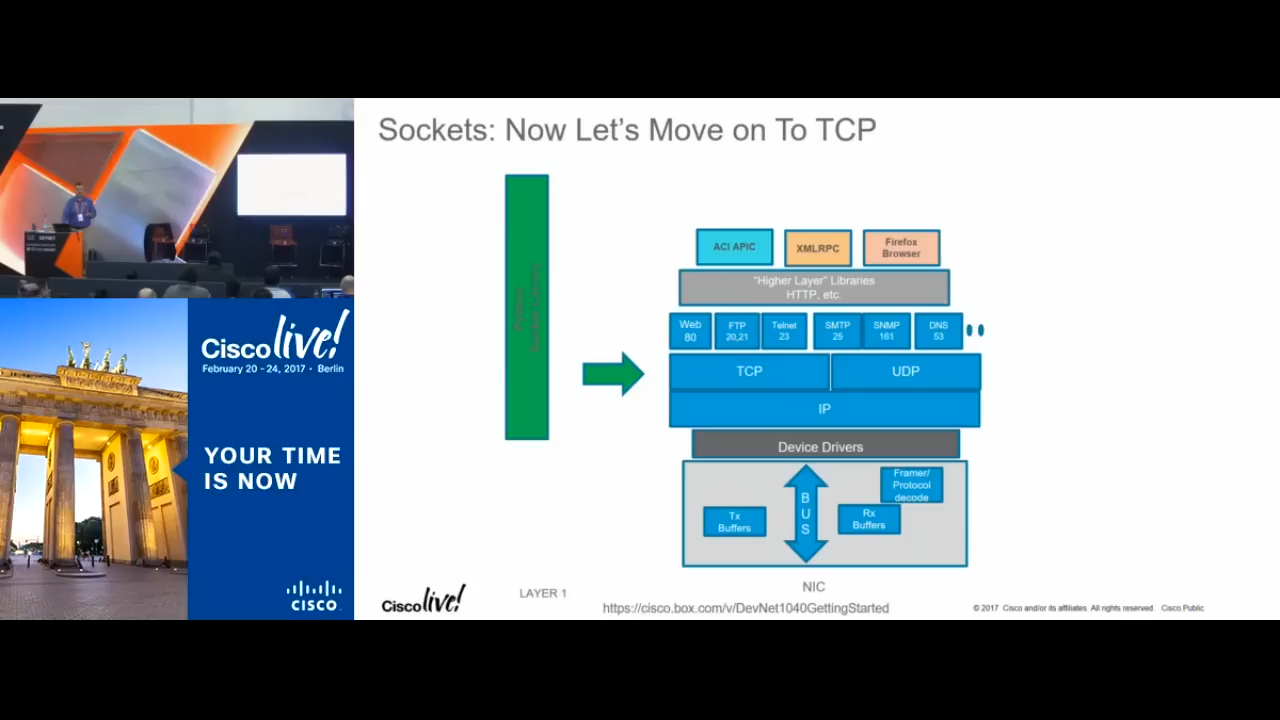 Sockets: Now Let's Move on To TCP
ACI APIC
XMLRPC
Firefox
Browser
"Higher Layer" Libraries
HTTP, etc.
Web
80
FTP
20,21
Telnet
23
SMTP
25
SNMP
161
DNS
53
TCP
UDP
IP
Device Drivers
Framer/
Protocol
decode
B
U
S
Tx
Buffers
Rx
Buffers
NIC
LAYER 1
Cisco live!
https://cisco.box.com/v/DevNet1040GettingStarted
© 2017 Cisco and/or its affiliates. All rights reserved. Cisco Public
Cisco live!
February 20 - 24, 2017 · Berlin
YOUR TIME
IS NOW
CISCO